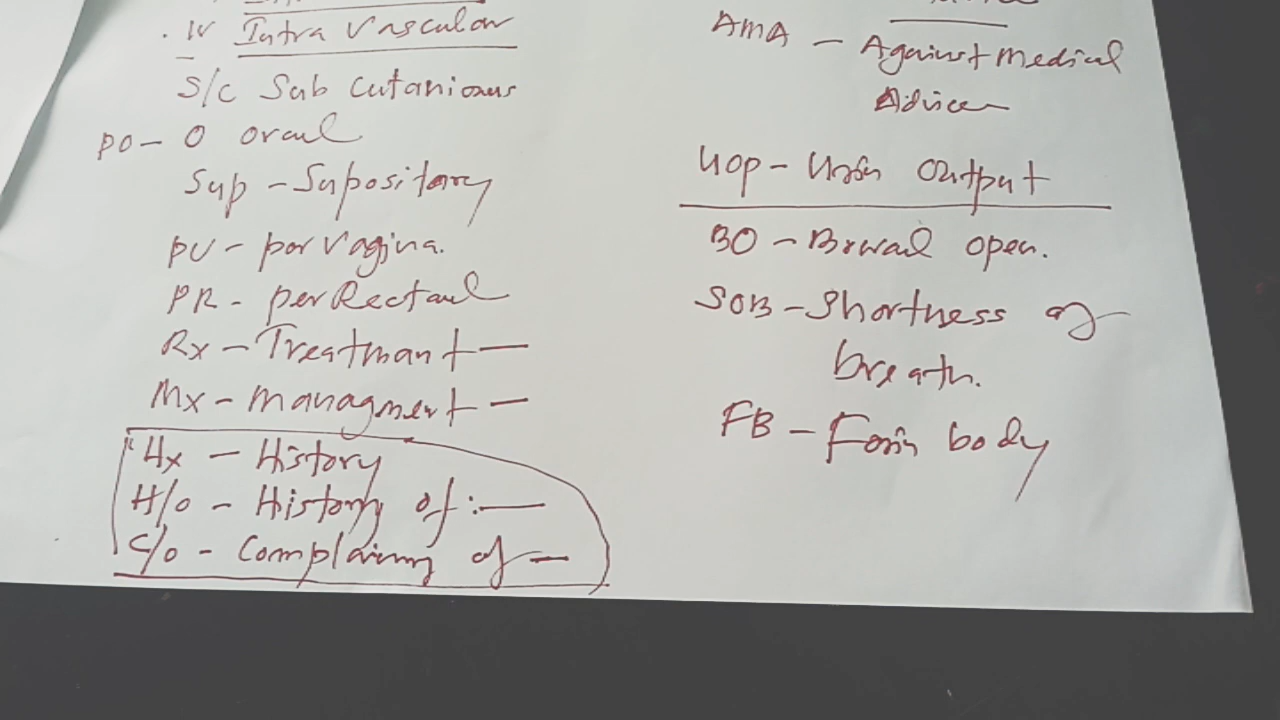 . IV Intra Vascular
S/C Sub Cutanious
PO - O oral
Sup - Supository
PV - per vagina.
PR - per Rectaul
Rx - Treatmant —
Mx - managment —
Hx - History
H/o - History of :—
C/o - Complaining of —
AMA - Against medical
Advice
UOP - Urin Output
BO - Bowail open.
SOB - Shortness of
breath.
FB - Forin body